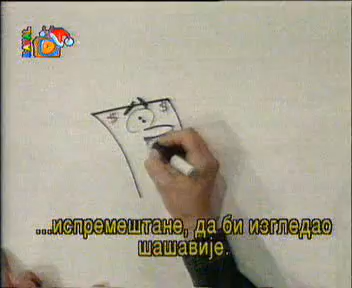 $ $
...испремештане, да би изгледао
шашавије.